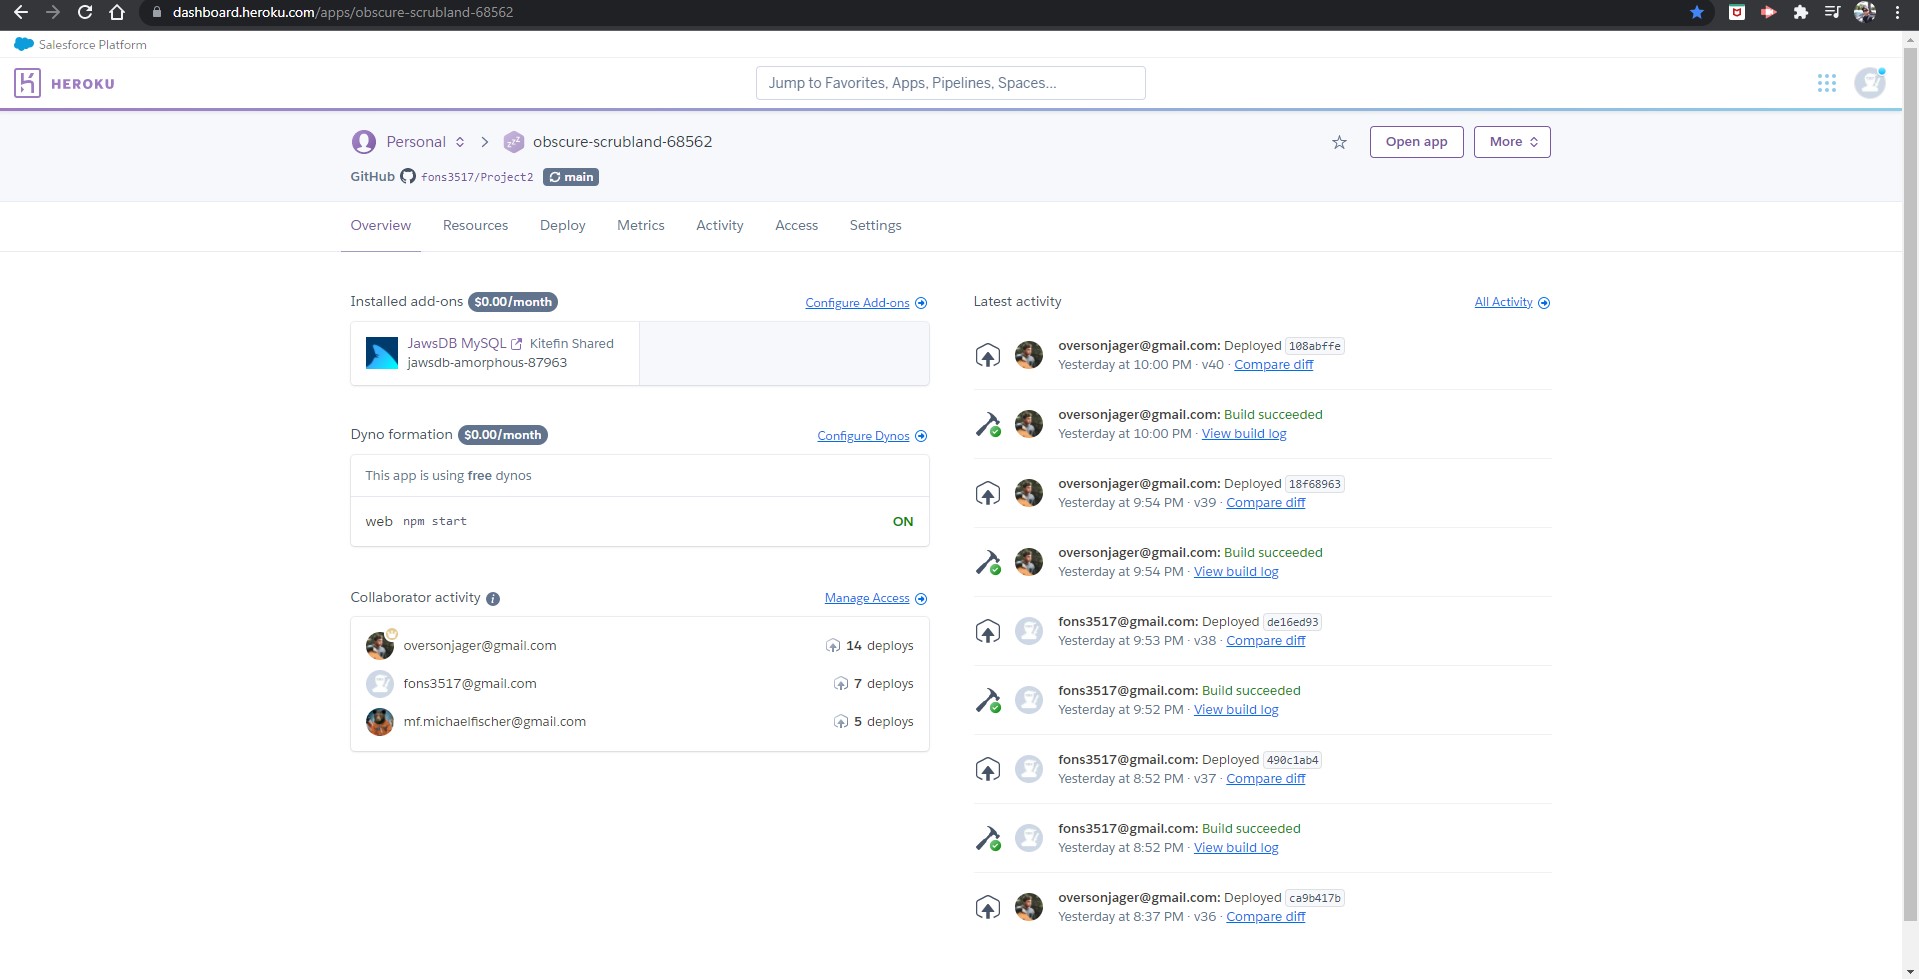 dashboard.heroku.com/apps/obscure-scrubland-68562
Salesforce Platform
HEROKU
Jump to Favorites, Apps, Pipelines, Spaces...
Personal
obscure-scrubland-68562
Open app
More
GitHub fons3517/Project2 main
Overview
Resources
Deploy
Metrics
Activity
Access
Settings
Installed add-ons $0.00/month
Configure Add-ons
JawsDB MySQL Kitefin Shared
jawsdb-amorphous-87963
Dyno formation $0.00/month
Configure Dynos
This app is using free dynos
web npm start ON
Collaborator activity i
Manage Access
oversonjager@gmail.com 14 deploys
fons3517@gmail.com 7 deploys
mf.michaelfischer@gmail.com 5 deploys
Latest activity
All Activity
oversonjager@gmail.com: Deployed 108abffe
Yesterday at 10:00 PM · v40 · Compare diff
oversonjager@gmail.com: Build succeeded
Yesterday at 10:00 PM · View build log
oversonjager@gmail.com: Deployed 18f68963
Yesterday at 9:54 PM · v39 · Compare diff
oversonjager@gmail.com: Build succeeded
Yesterday at 9:54 PM · View build log
fons3517@gmail.com: Deployed de16ed93
Yesterday at 9:53 PM · v38 · Compare diff
fons3517@gmail.com: Build succeeded
Yesterday at 9:52 PM · View build log
fons3517@gmail.com: Deployed 490c1ab4
Yesterday at 8:52 PM · v37 · Compare diff
fons3517@gmail.com: Build succeeded
Yesterday at 8:52 PM · View build log
oversonjager@gmail.com: Deployed ca9b417b
Yesterday at 8:37 PM · v36 · Compare diff